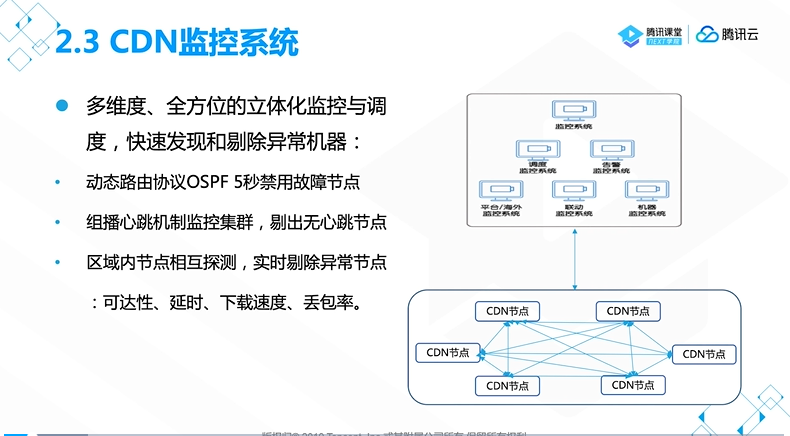 2.3 CDN监控系统
腾讯课堂
NEXT学院
腾讯云
多维度、全方位的立体化监控与调
度，快速发现和剔除异常机器：
动态路由协议OSPF 5秒禁用故障节点
组播心跳机制监控集群，剔出无心跳节点
区域内节点相互探测，实时剔除异常节点
：可达性、延时、下载速度、丢包率。
监控系统
调度
监控系统
告警
监控系统
平台/海外
监控系统
联动
监控系统
机器
监控系统
CDN节点
CDN节点
CDN节点
CDN节点
CDN节点
CDN节点